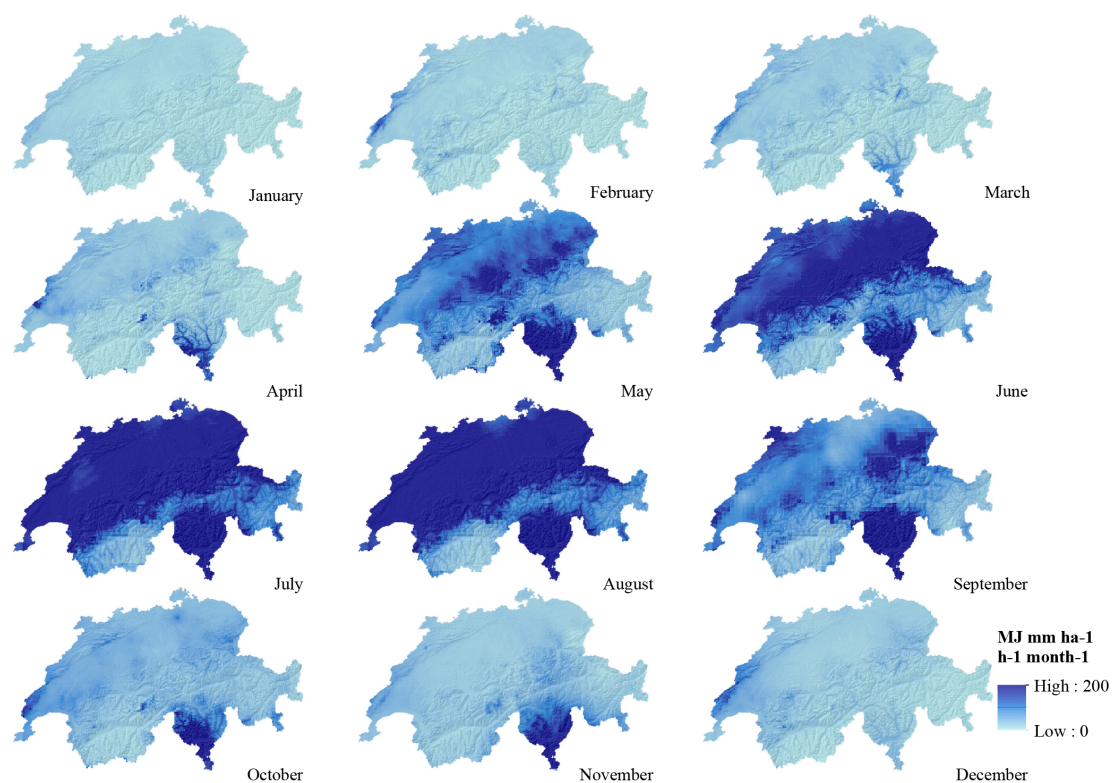 January
February
March
April
May
June
July
August
September
MJ mm ha-1
h-1 month-1
High : 200
Low : 0
October
November
December